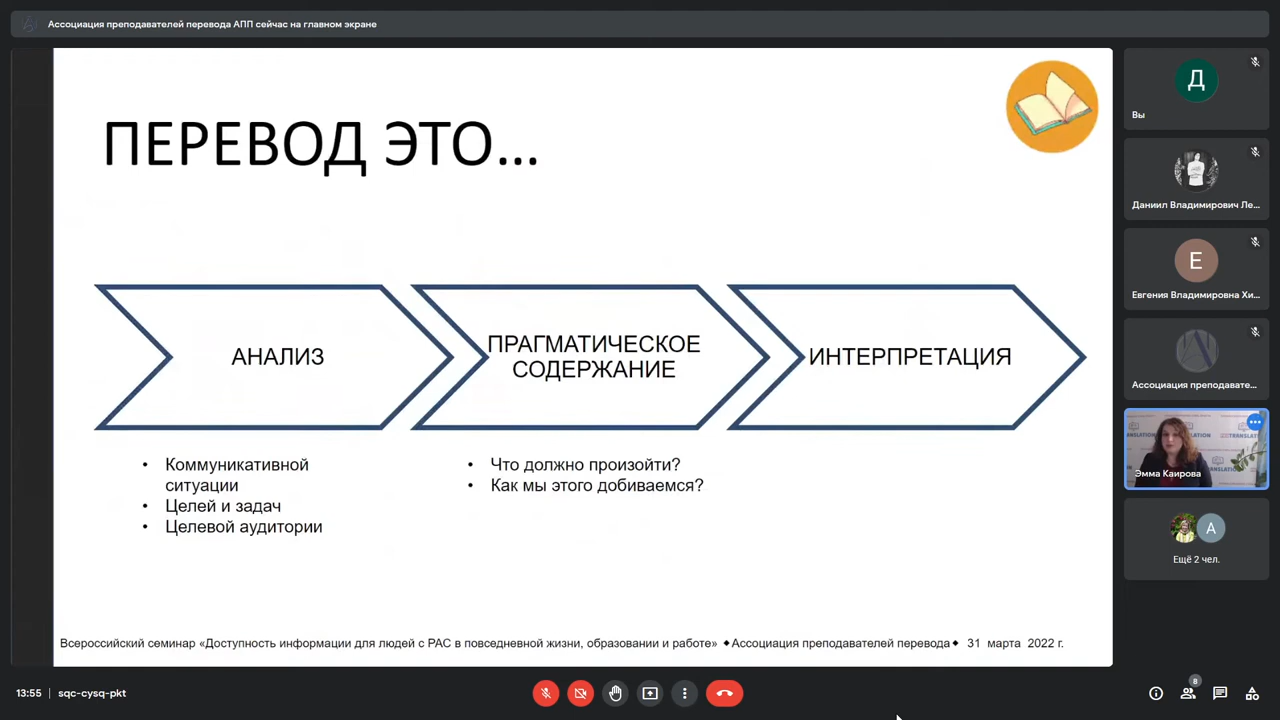 Ассоциация преподавателей перевода АПП сейчас на главном экране
ПЕРЕВОД ЭТО...
АНАЛИЗ
ПРАГМАТИЧЕСКОЕ
СОДЕРЖАНИЕ
ИНТЕРПРЕТАЦИЯ
• Коммуникативной
ситуации
• Целей и задач
• Целевой аудитории
• Что должно произойти?
• Как мы этого добиваемся?
Всероссийский семинар «Доступность информации для людей с РАС в повседневной жизни, образовании и работе» ◆Ассоциация преподавателей перевода◆ 31 марта 2022 г.
Д
Вы
Даниил Владимирович Ле...
Е
Евгения Владимировна Хи...
Ассоциация преподавате...
TRANSLATION
Эмма Каирова
А
Ещё 2 чел.
13:55 | sqc-cysq-pkt
8